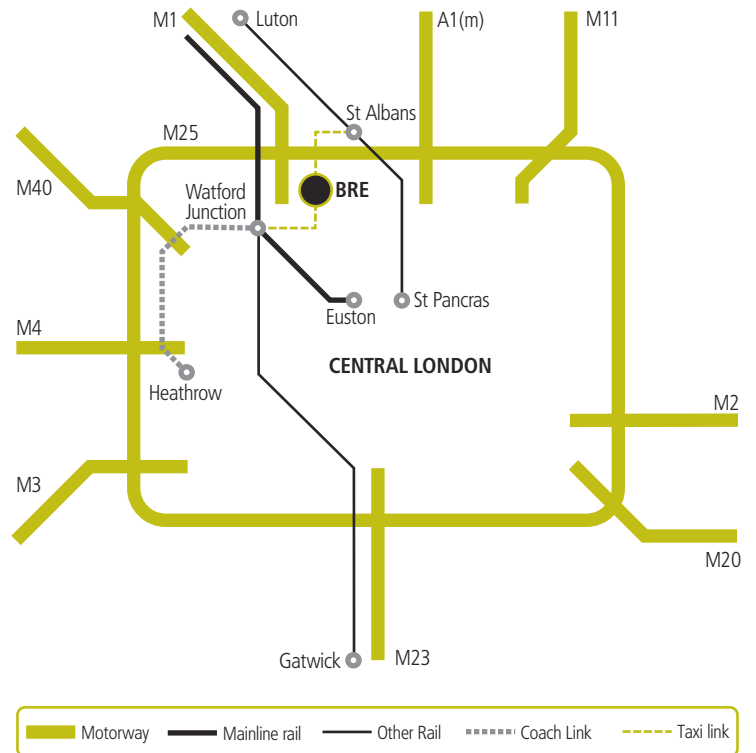 M1
Luton
A1(m)
M11
St Albans
M25
M40
Watford
Junction
BRE
Euston
St Pancras
M4
CENTRAL LONDON
Heathrow
M2
M3
M20
Gatwick
M23
Motorway
Mainline rail
Other Rail
Coach Link
Taxi link